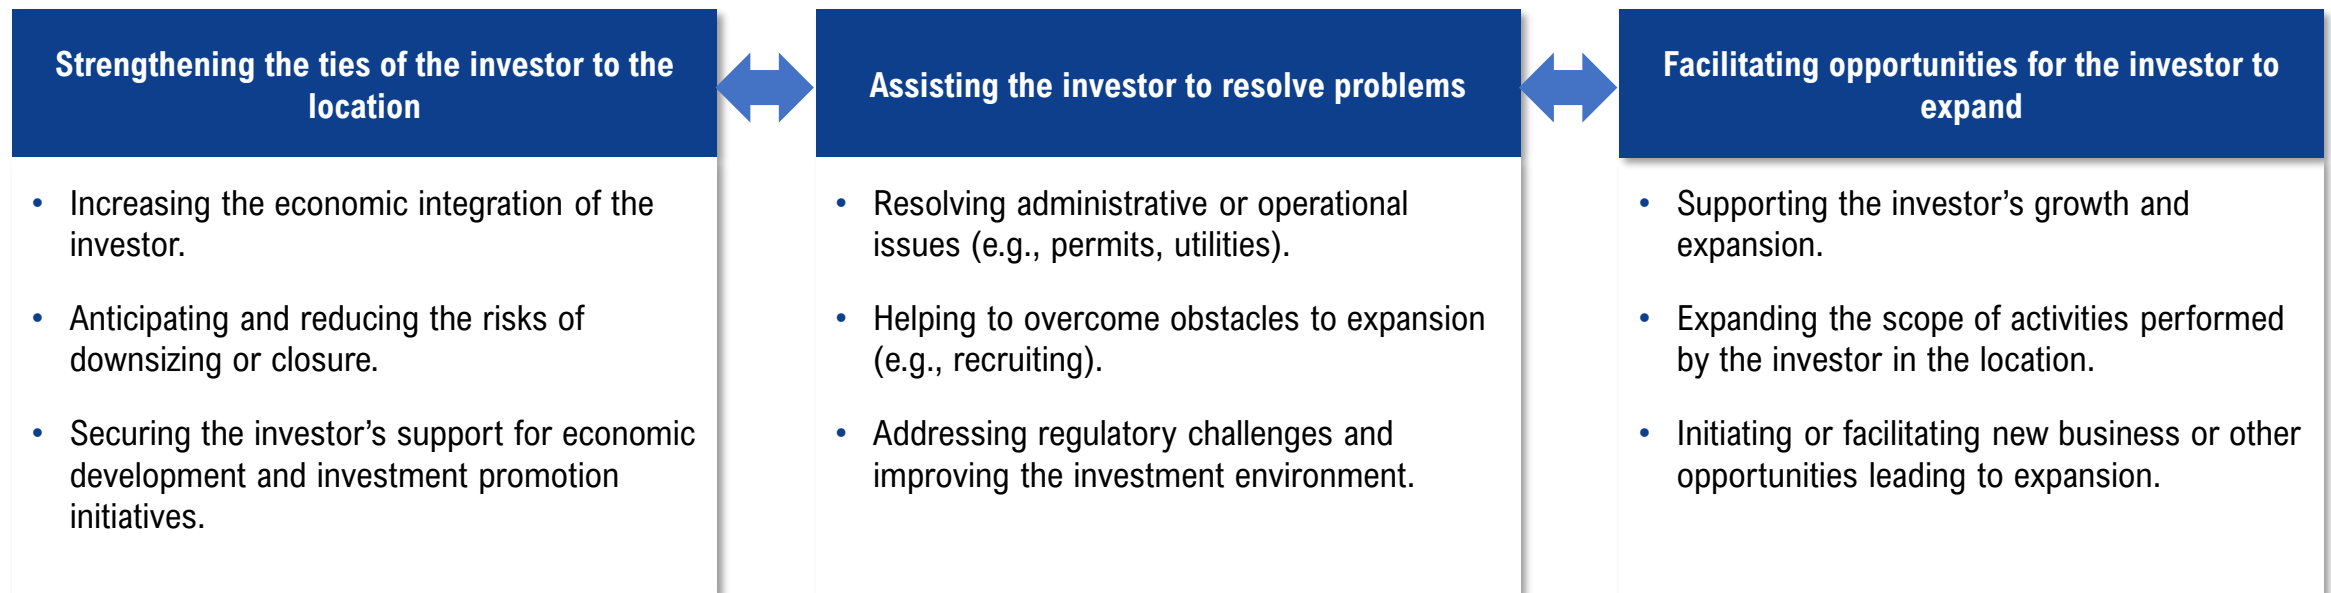 Strengthening the ties of the investor to the
location
• Increasing the economic integration of the
investor.
• Anticipating and reducing the risks of
downsizing or closure.
• Securing the investor’s support for economic
development and investment promotion
initiatives.
Assisting the investor to resolve problems
• Resolving administrative or operational
issues (e.g., permits, utilities).
• Helping to overcome obstacles to expansion
(e.g., recruiting).
• Addressing regulatory challenges and
improving the investment environment.
Facilitating opportunities for the investor to
expand
• Supporting the investor’s growth and
expansion.
• Expanding the scope of activities performed
by the investor in the location.
• Initiating or facilitating new business or other
opportunities leading to expansion.